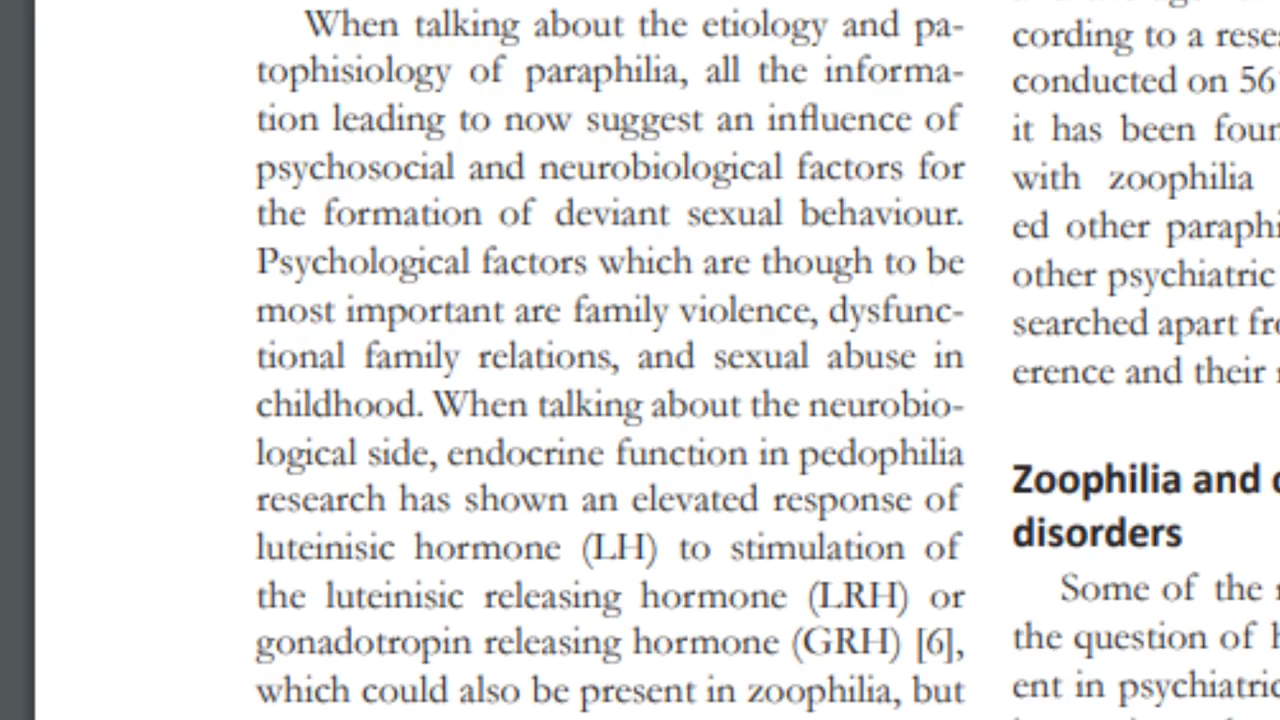 When talking about the etiology and pa-
tophisiology of paraphilia, all the informa-
tion leading to now suggest an influence of
psychosocial and neurobiological factors for
the formation of deviant sexual behaviour.
Psychological factors which are though to be
most important are family violence, dysfunc-
tional family relations, and sexual abuse in
childhood. When talking about the neurobio-
logical side, endocrine function in pedophilia
research has shown an elevated response of
luteinisic hormone (LH) to stimulation of
the luteinisic releasing hormone (LRH) or
gonadotropin releasing hormone (GRH) [6],
which could also be present in zoophilia, but
cording to a
conducted on 56
it has been
with zoophilia
ed other
other psychiatric
searched apart
erence and their
Zoophilia and
disorders
Some of the
the question of
ent in